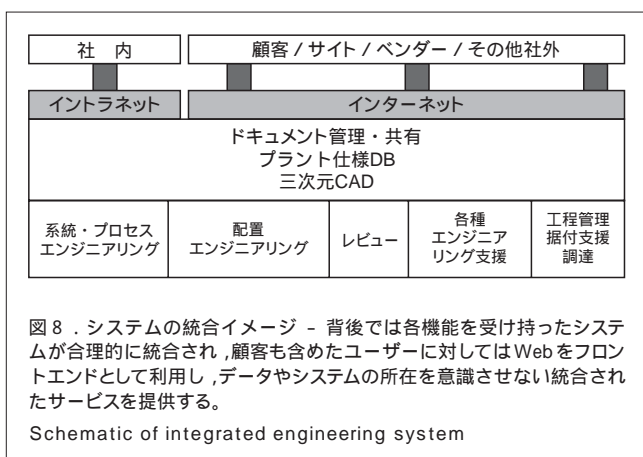 社 内
顧客 / サイト / ベンダー / その他社外
イントラネット
インターネット
ドキュメント管理・共有
プラント仕様DB
三次元CAD
系統・プロセス
エンジニアリング
配置
エンジニアリング
レビュー
各種
エンジニア
リング支援
工程管理
据付支援
調達
図8．システムの統合イメージ － 背後では各機能を受け持ったシステ
ムが合理的に統合され,顧客も含めたユーザーに対してはWebをフロン
トエンドとして利用し,データやシステムの所在を意識させない統合され
たサービスを提供する。
Schematic of integrated engineering system